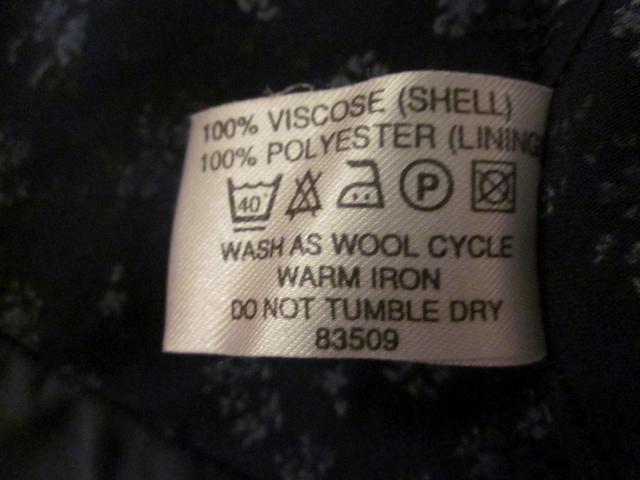 100% VISCOSE (SHELL)
100% POLYESTER (LINING
40°
P
WASH AS WOOL CYCLE
WARM IRON
DO NOT TUMBLE DRY
83509